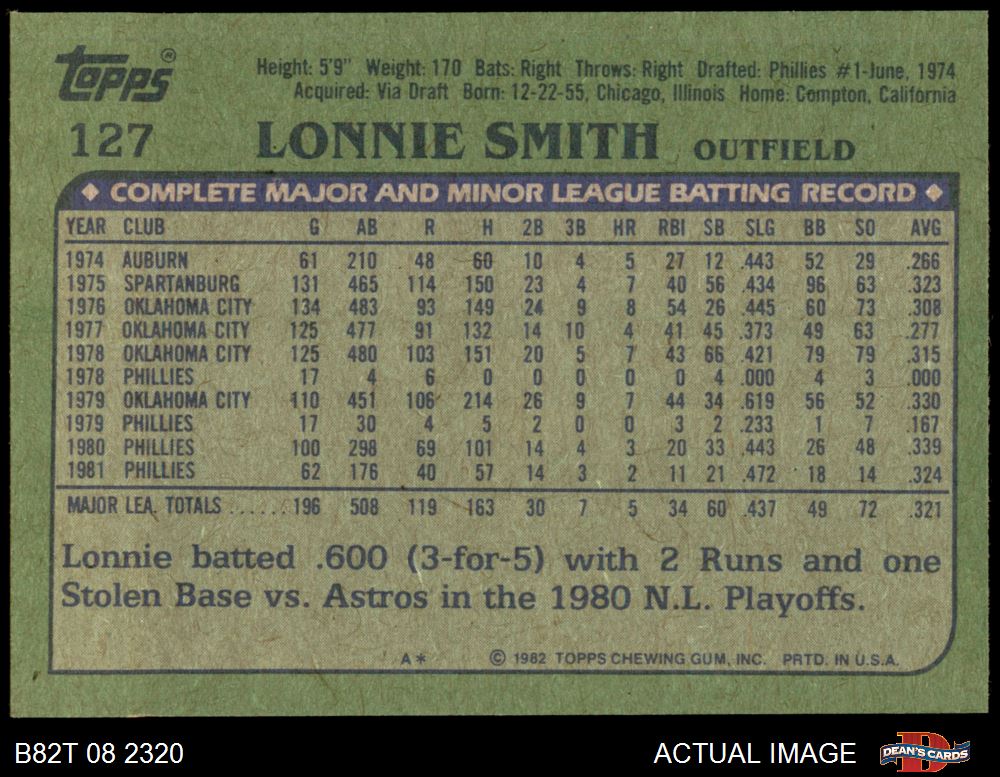 TOPPS®
Height: 5'9" Weight: 170 Bats: Right Throws: Right Drafted: Phillies #1-June, 1974
Acquired: Via Draft Born: 12-22-55, Chicago, Illinois Home: Compton, California
127 LONNIE SMITH OUTFIELD
♦ COMPLETE MAJOR AND MINOR LEAGUE BATTING RECORD ♦
YEAR CLUB G AB R H 2B 3B HR RBI SB SLG BB SO AVG
1974 AUBURN 61 210 48 60 10 4 5 27 12 .443 52 29 .266
1975 SPARTANBURG 131 465 114 150 23 4 7 40 56 .434 96 63 .323
1976 OKLAHOMA CITY 134 483 93 149 24 9 8 54 26 .445 60 73 .308
1977 OKLAHOMA CITY 125 477 91 132 14 10 4 41 45 .373 49 63 .277
1978 OKLAHOMA CITY 125 480 103 151 20 5 7 43 66 .421 79 79 .315
1978 PHILLIES 17 4 6 0 0 0 0 0 4 .000 4 3 .000
1979 OKLAHOMA CITY 110 451 106 214 26 9 7 44 34 .619 56 52 .330
1979 PHILLIES 17 30 4 5 2 0 0 3 2 .233 1 7 .167
1980 PHILLIES 100 298 69 101 14 4 3 20 33 .443 26 48 .339
1981 PHILLIES 62 176 40 57 14 3 2 11 21 .472 18 14 .324
MAJOR LEA. TOTALS ...... 196 508 119 163 30 7 5 34 60 .437 49 72 .321
Lonnie batted .600 (3-for-5) with 2 Runs and one
Stolen Base vs. Astros in the 1980 N.L. Playoffs.
A* © 1982 TOPPS CHEWING GUM, INC. PRTD. IN U.S.A.
B82T 08 2320 ACTUAL IMAGE D DEAN'S CARDS